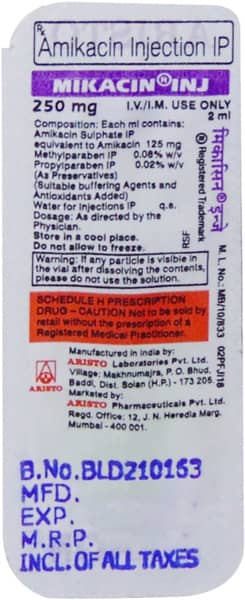 Rx
Amikacin Injection IP
MIKACIN® INJ
250 mg I.V./I.M. USE ONLY
2 ml
Composition: Each ml contains:
Amikacin Sulphate IP
equivalent to Amikacin 125 mg
Methylparaben IP 0.08% w/v
Propylparaben IP 0.02% w/v
(As Preservatives)
(Suitable buffering Agents and
Antioxidants Added)
Water for Injections IP q.s.
Dosage: As directed by the
Physician.
Store in a cool place.
Do not allow to freeze.
RSF
मिकासिन® इन्जे
® Registered Trademark
M. L. No.: MB/10/833 02PF-J/18
Warning: If any particle is visible in
the vial after dissolving the contents,
please do not use the solution.
SCHEDULE H PRESCRIPTION
DRUG - CAUTION Not to be sold by
retail without the prescription of a
Registered Medical Practitioner.
Manufactured in India by:
ARISTO Laboratories Pvt. Ltd.
Village: Makhnumajra, P. O. Bhud,
Baddi, Dist. Solan (H.P.) - 173 205.
Marketed by:
ARISTO Pharmaceuticals Pvt. Ltd.
Regd. Office: 12, J. N. Heredia Marg,
Mumbai - 400 001.
ARISTO
B.No.BLD210163
MFD.
EXP.
M.R.P.
INCL. OF ALL TAXES